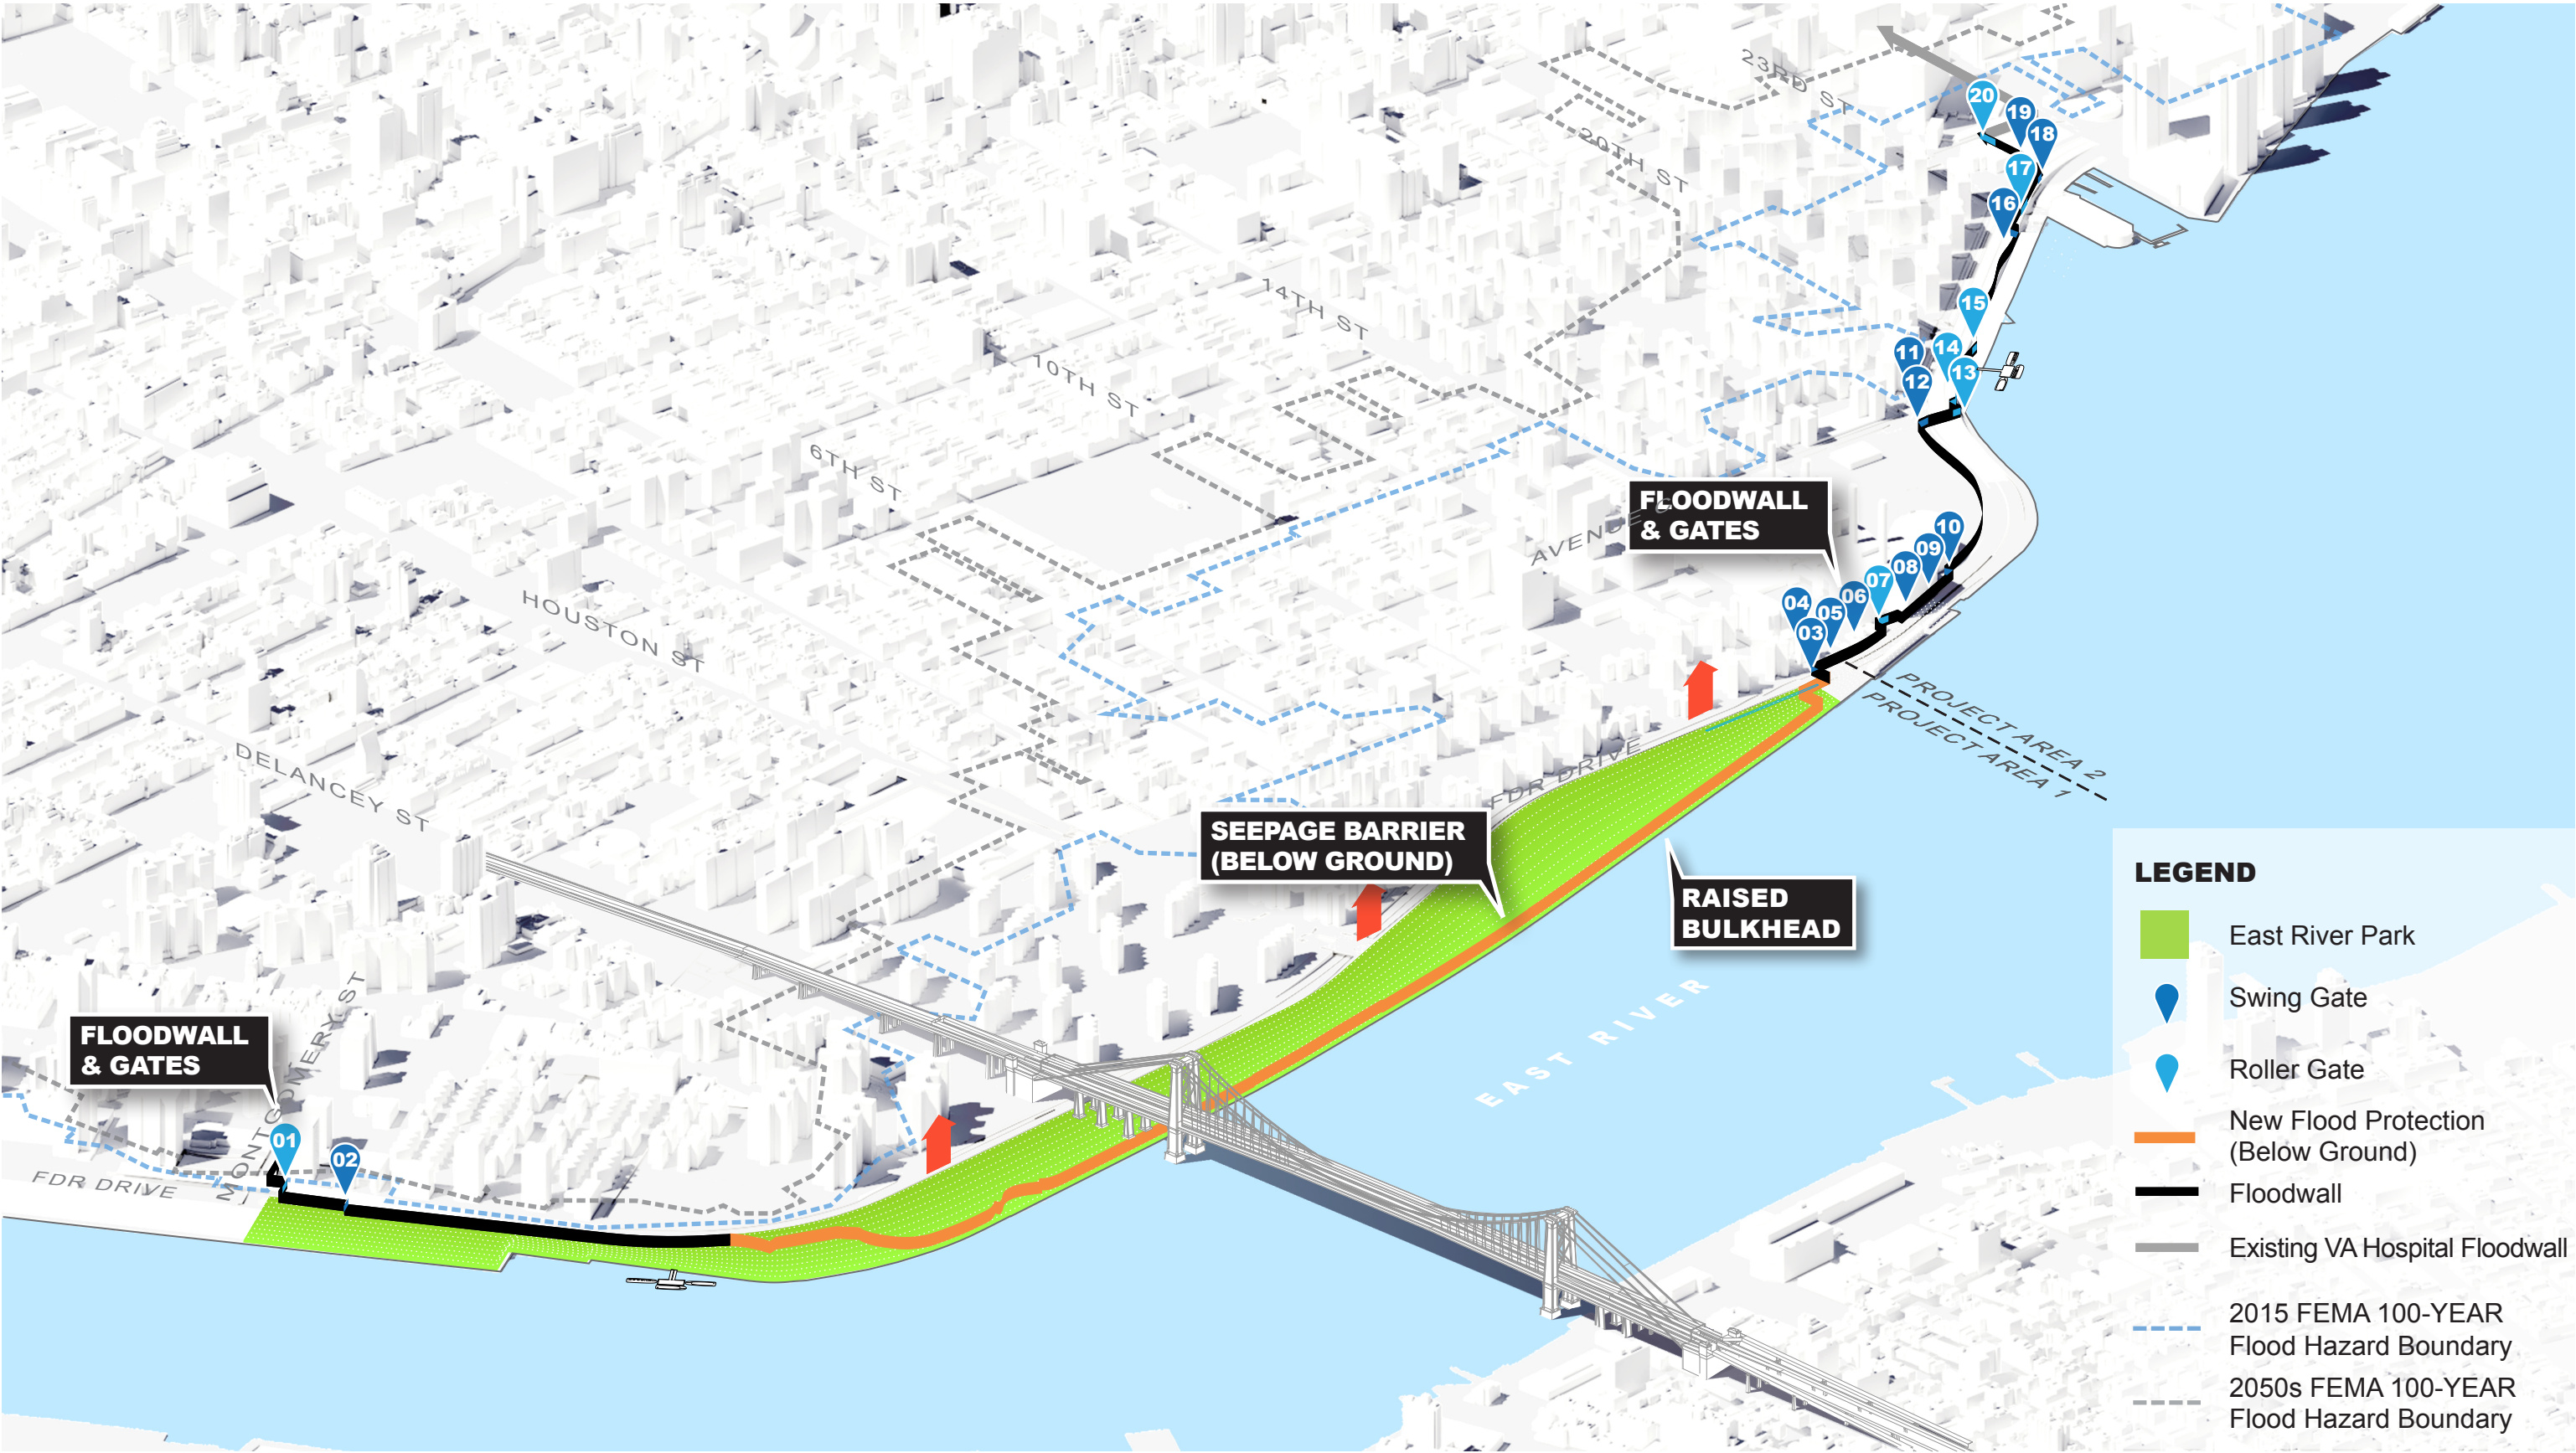 23RD ST
20TH ST
14TH ST
10TH ST
6TH ST
HOUSTON ST
DELANCEY ST
AVENUE C
FLOODWALL
& GATES
20
19
18
17
16
15
14
13
11
12
10
09
08
07
06
05
04
03
PROJECT AREA 2
PROJECT AREA 1
FDR DRIVE
SEEPAGE BARRIER
(BELOW GROUND)
RAISED
BULKHEAD
EAST RIVER
FLOODWALL
& GATES
MONTGOMERY ST
01
02
FDR DRIVE
LEGEND
East River Park
Swing Gate
Roller Gate
New Flood Protection
(Below Ground)
Floodwall
Existing VA Hospital Floodwall
2015 FEMA 100-YEAR
Flood Hazard Boundary
2050s FEMA 100-YEAR
Flood Hazard Boundary